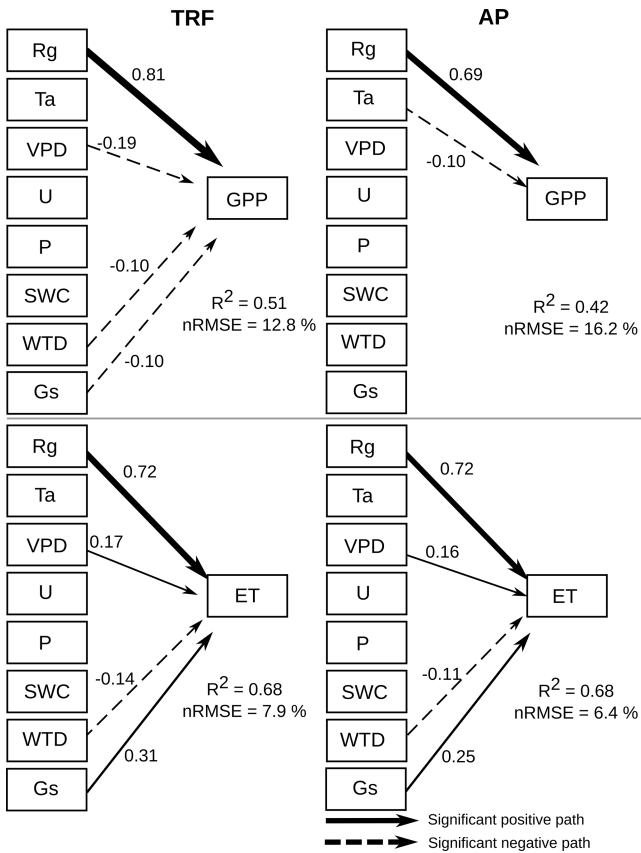 TRF
AP
Rg
0.81
Ta
VPD
-0.19
U
GPP
P
-0.10
SWC
R2 = 0.51
nRMSE = 12.8 %
WTD
-0.10
Gs
Rg
0.69
Ta
-0.10
VPD
U
GPP
P
SWC
R2 = 0.42
nRMSE = 16.2 %
WTD
Gs
Rg
0.72
Ta
VPD
0.17
U
ET
P
-0.14
SWC
R2 = 0.68
nRMSE = 7.9 %
WTD
0.31
Gs
Rg
0.72
Ta
VPD
0.16
U
ET
P
-0.11
SWC
R2 = 0.68
nRMSE = 6.4 %
WTD
0.25
Gs
Significant positive path
Significant negative path